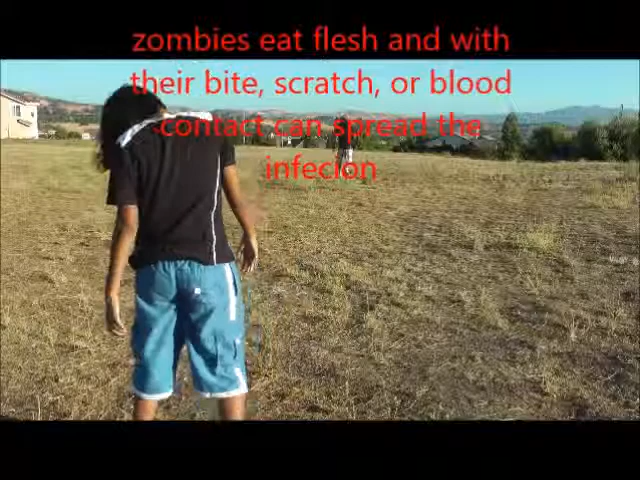 zombies eat flesh and with
their bite, scratch, or blood
contact can spread the
infecion